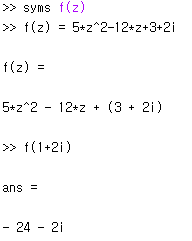 >> syms f(z)
>> f(z) = 5*z^2-12*z+3+2i
f(z) =
5*z^2 - 12*z + (3 + 2i)
>> f(1+2i)
ans =
- 24 - 2i